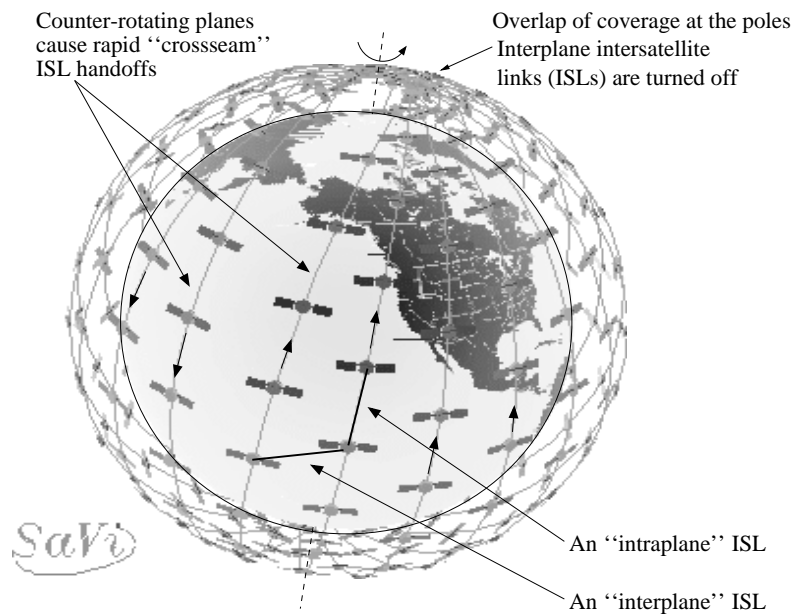 Counter-rotating planes
cause rapid ‘‘crossseam’’
ISL handoffs
Overlap of coverage at the poles
Interplane intersatellite
links (ISLs) are turned off
SaVi
An ‘‘intraplane’’ ISL
An ‘‘interplane’’ ISL